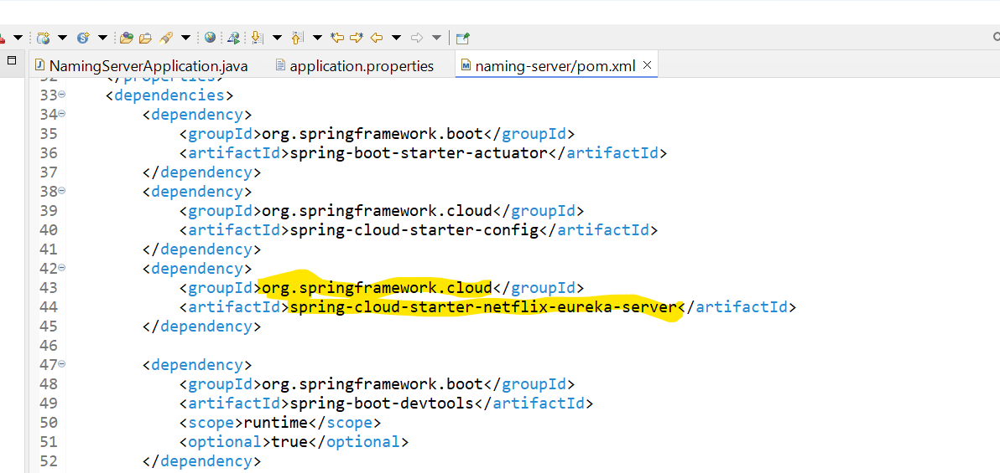 NamingServerApplication.java application.properties naming-server/pom.xml
32 </properties>
33 <dependencies>
34 <dependency>
35 <groupId>org.springframework.boot</groupId>
36 <artifactId>spring-boot-starter-actuator</artifactId>
37 </dependency>
38 <dependency>
39 <groupId>org.springframework.cloud</groupId>
40 <artifactId>spring-cloud-starter-config</artifactId>
41 </dependency>
42 <dependency>
43 <groupId>org.springframework.cloud</groupId>
44 <artifactId>spring-cloud-starter-netflix-eureka-server</artifactId>
45 </dependency>
46
47 <dependency>
48 <groupId>org.springframework.boot</groupId>
49 <artifactId>spring-boot-devtools</artifactId>
50 <scope>runtime</scope>
51 <optional>true</optional>
52 </dependency>